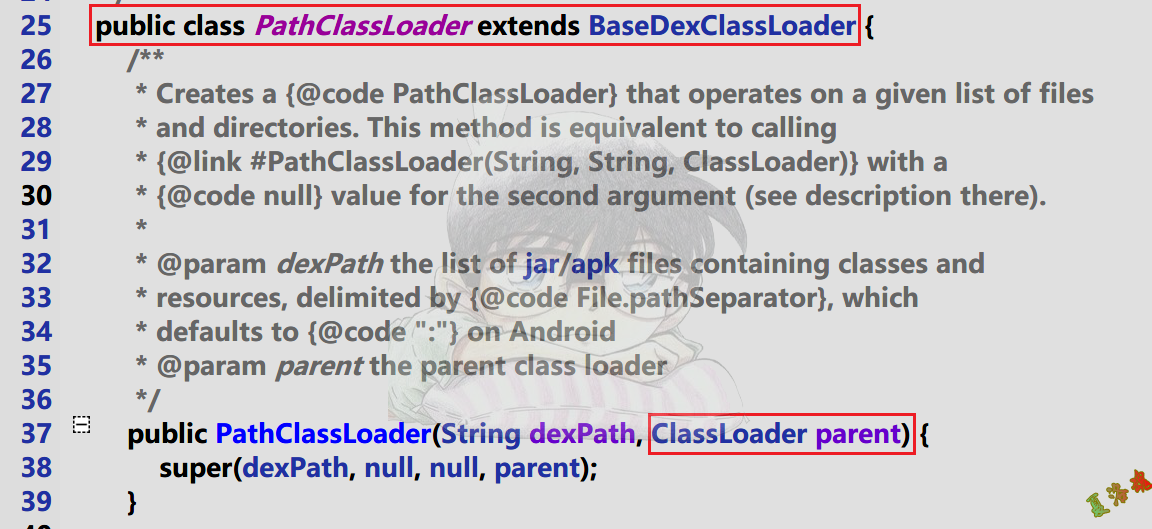 25 public class PathClassLoader extends BaseDexClassLoader {
26 /**
27 * Creates a {@code PathClassLoader} that operates on a given list of files
28 * and directories. This method is equivalent to calling
29 * {@link #PathClassLoader(String, String, ClassLoader)} with a
30 * {@code null} value for the second argument (see description there).
31 *
32 * @param dexPath the list of jar/apk files containing classes and
33 * resources, delimited by {@code File.pathSeparator}, which
34 * defaults to {@code ":"} on Android
35 * @param parent the parent class loader
36 */
37 public PathClassLoader(String dexPath, ClassLoader parent) {
38 super(dexPath, null, null, parent);
39 }